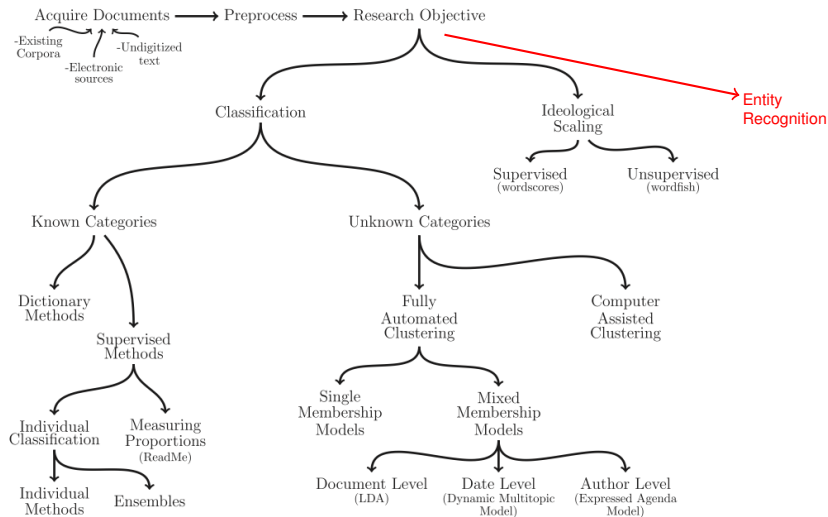 Acquire Documents
Preprocess
Research Objective
-Existing
Corpora
-Electronic
sources
-Undigitized
text
Entity
Recognition
Classification
Ideological
Scaling
Supervised
(wordscores)
Unsupervised
(wordfish)
Known Categories
Unknown Categories
Dictionary
Methods
Supervised
Methods
Fully
Automated
Clustering
Computer
Assisted
Clustering
Individual
Classification
Measuring
Proportions
(ReadMe)
Single
Membership
Models
Mixed
Membership
Models
Individual
Methods
Ensembles
Document Level
(LDA)
Date Level
(Dynamic Multitopic
Model)
Author Level
(Expressed Agenda
Model)